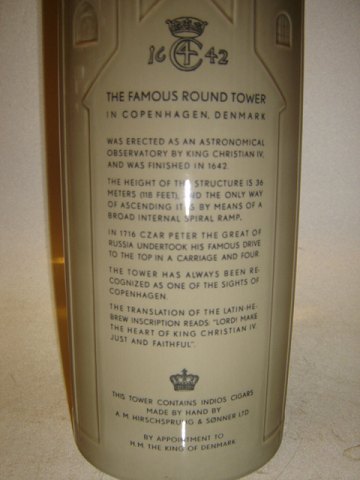 16 C4 42
THE FAMOUS ROUND TOWER
IN COPENHAGEN, DENMARK
WAS ERECTED AS AN ASTRONOMICAL
OBSERVATORY BY KING CHRISTIAN IV,
AND WAS FINISHED IN 1642.
THE HEIGHT OF THE STRUCTURE IS 36
METERS (118 FEET), AND THE ONLY WAY
OF ASCENDING IT IS BY MEANS OF A
BROAD INTERNAL SPIRAL RAMP.
IN 1716 CZAR PETER THE GREAT OF
RUSSIA UNDERTOOK HIS FAMOUS DRIVE
TO THE TOP IN A CARRIAGE AND FOUR.
THE TOWER HAS ALWAYS BEEN RE-
COGNIZED AS ONE OF THE SIGHTS OF
COPENHAGEN.
THE TRANSLATION OF THE LATIN-HE-
BREW INSCRIPTION READS: "LORD! MAKE
THE HEART OF KING CHRISTIAN IV.
JUST AND FAITHFUL".
THIS TOWER CONTAINS INDIOS CIGARS
MADE BY HAND BY
A. M. HIRSCHSPRUNG & SØNNER LTD
BY APPOINTMENT TO
H. M. THE KING OF DENMARK